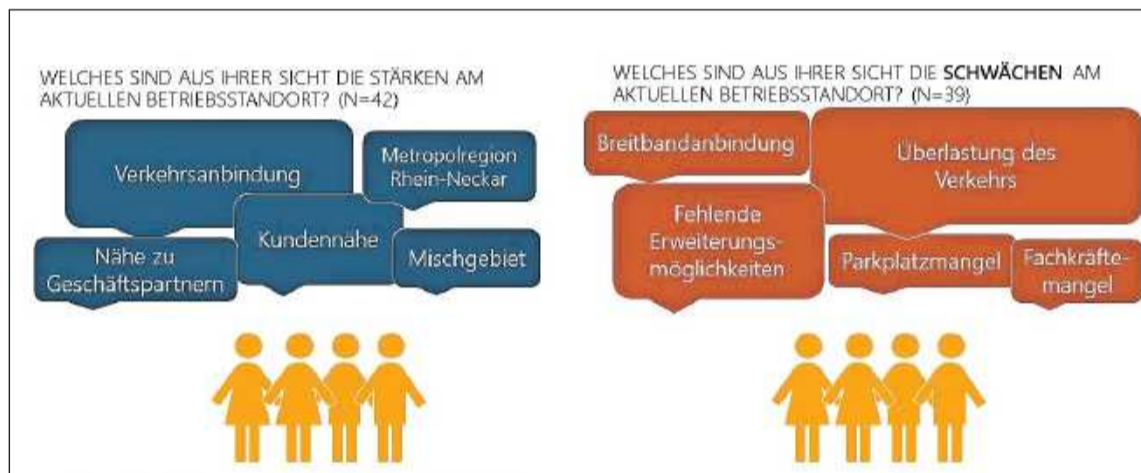 WELCHES SIND AUS IHRER SICHT DIE STÄRKEN AM
AKTUELLEN BETRIEBSSTANDORT? (N=42)
Verkehrsanbindung
Metropolregion
Rhein-Neckar
Kundennähe
Nähe zu
Geschäftspartnern
Mischgebiet
WELCHES SIND AUS IHRER SICHT DIE SCHWÄCHEN AM
AKTUELLEN BETRIEBSSTANDORT? (N=39)
Breitbandanbindung
Überlastung des
Verkehrs
Fehlende
Erweiterungs-
möglichkeiten
Parkplatzmangel
Fachkräfte-
mangel